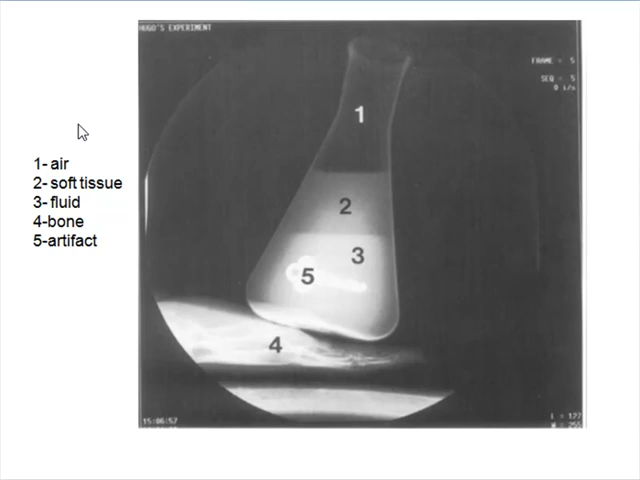 HUGO'S EXPERIMENT
FRAME = 5
SEQ = 5
1- air
2- soft tissue
3- fluid
4-bone
5-artifact
1
2
3
5
4
15:06:57
L = 127
W = 255